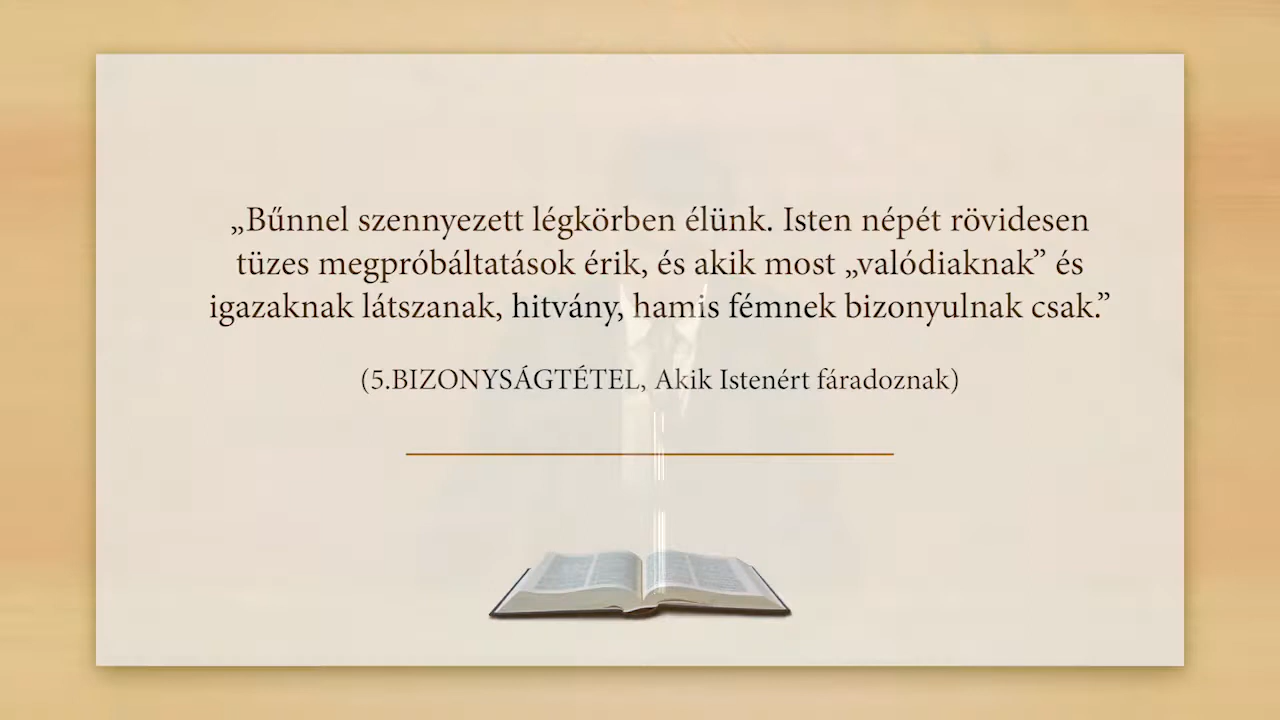 „Bűnnel szennyezett légkörben élünk. Isten népét rövidesen
tüzes megpróbáltatások érik, és akik most „valódiaknak” és
igazaknak látszanak, hitvány, hamis fémnek bizonyulnak csak.”
(5.BIZONYSÁGTÉTEL, Akik Istenért fáradoznak)